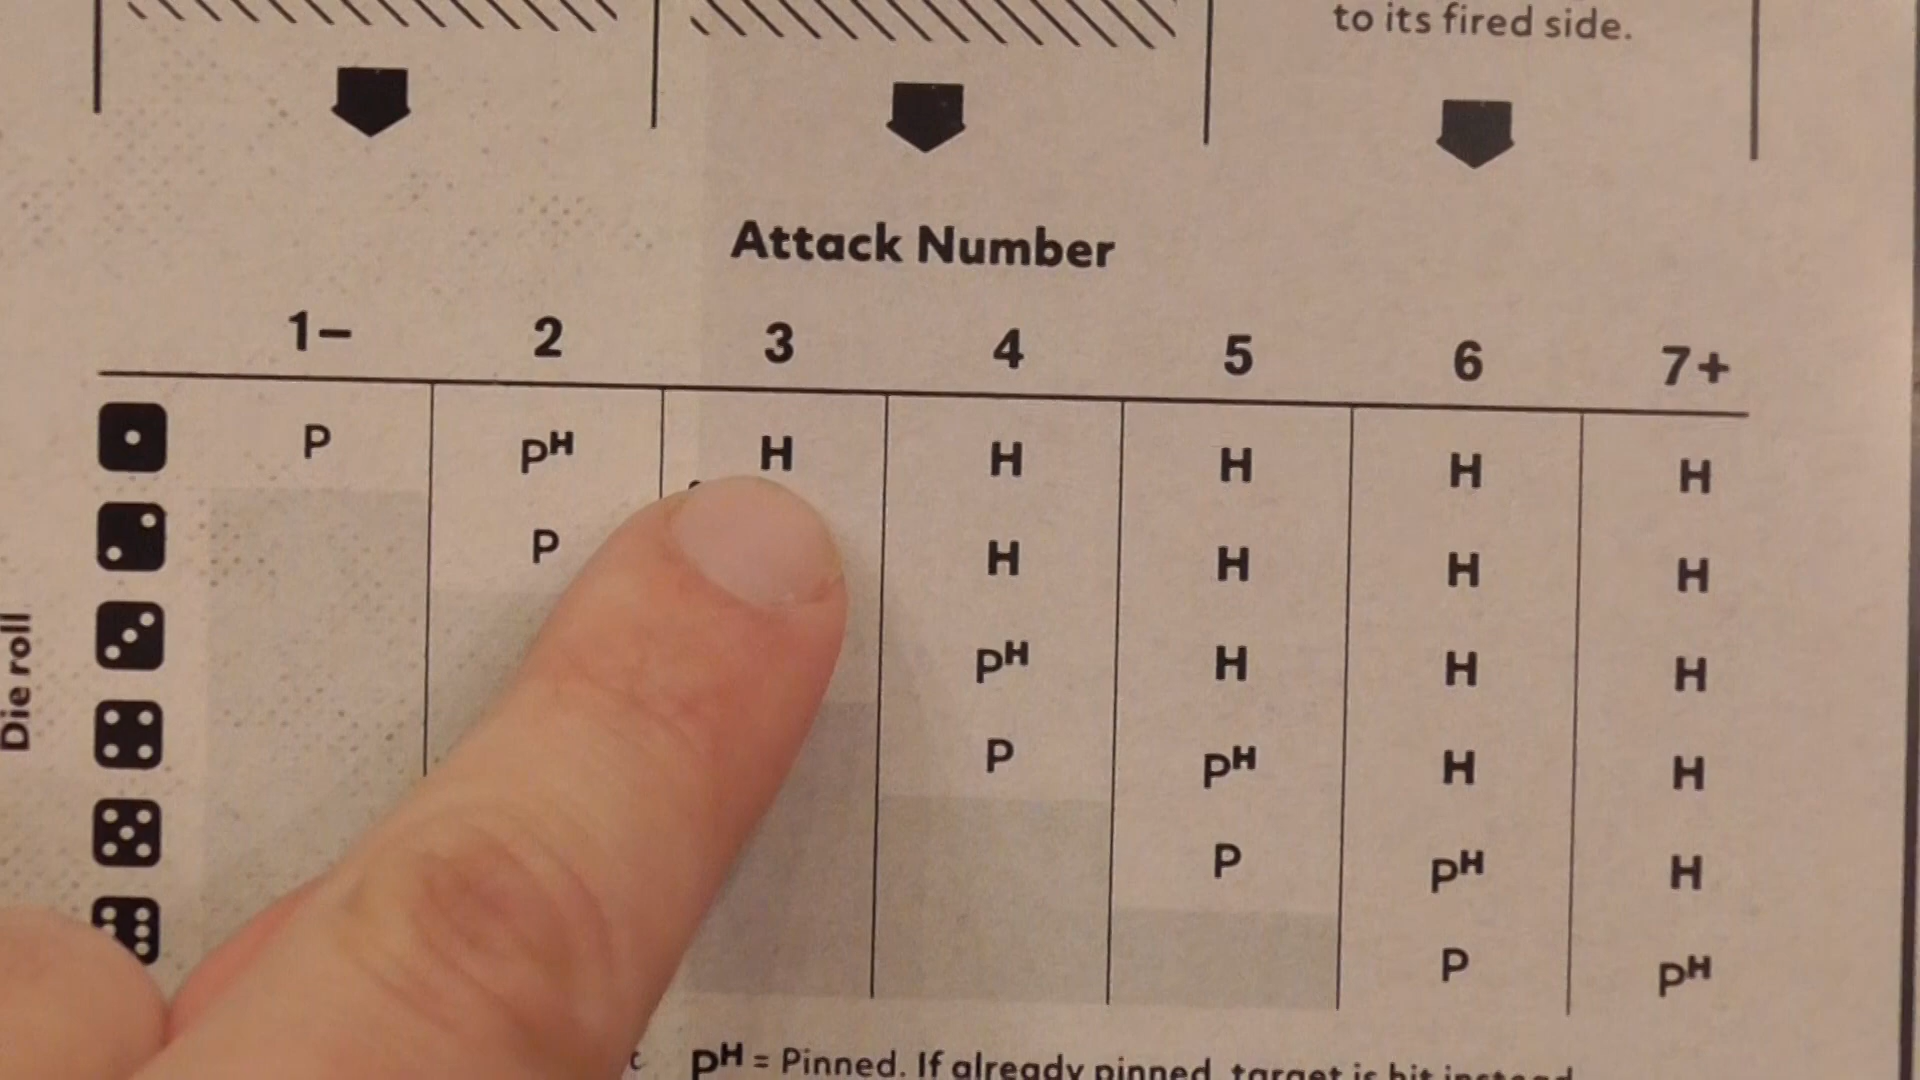 to its fired side.
Attack Number
1– 2 3 4 5 6 7+
P Pᴴ H H H H H
P H H H H
Pᴴ H H H
Die roll
P Pᴴ H H
P Pᴴ H
P Pᴴ
Pᴴ = Pinned. If already pinned, target is hit instead